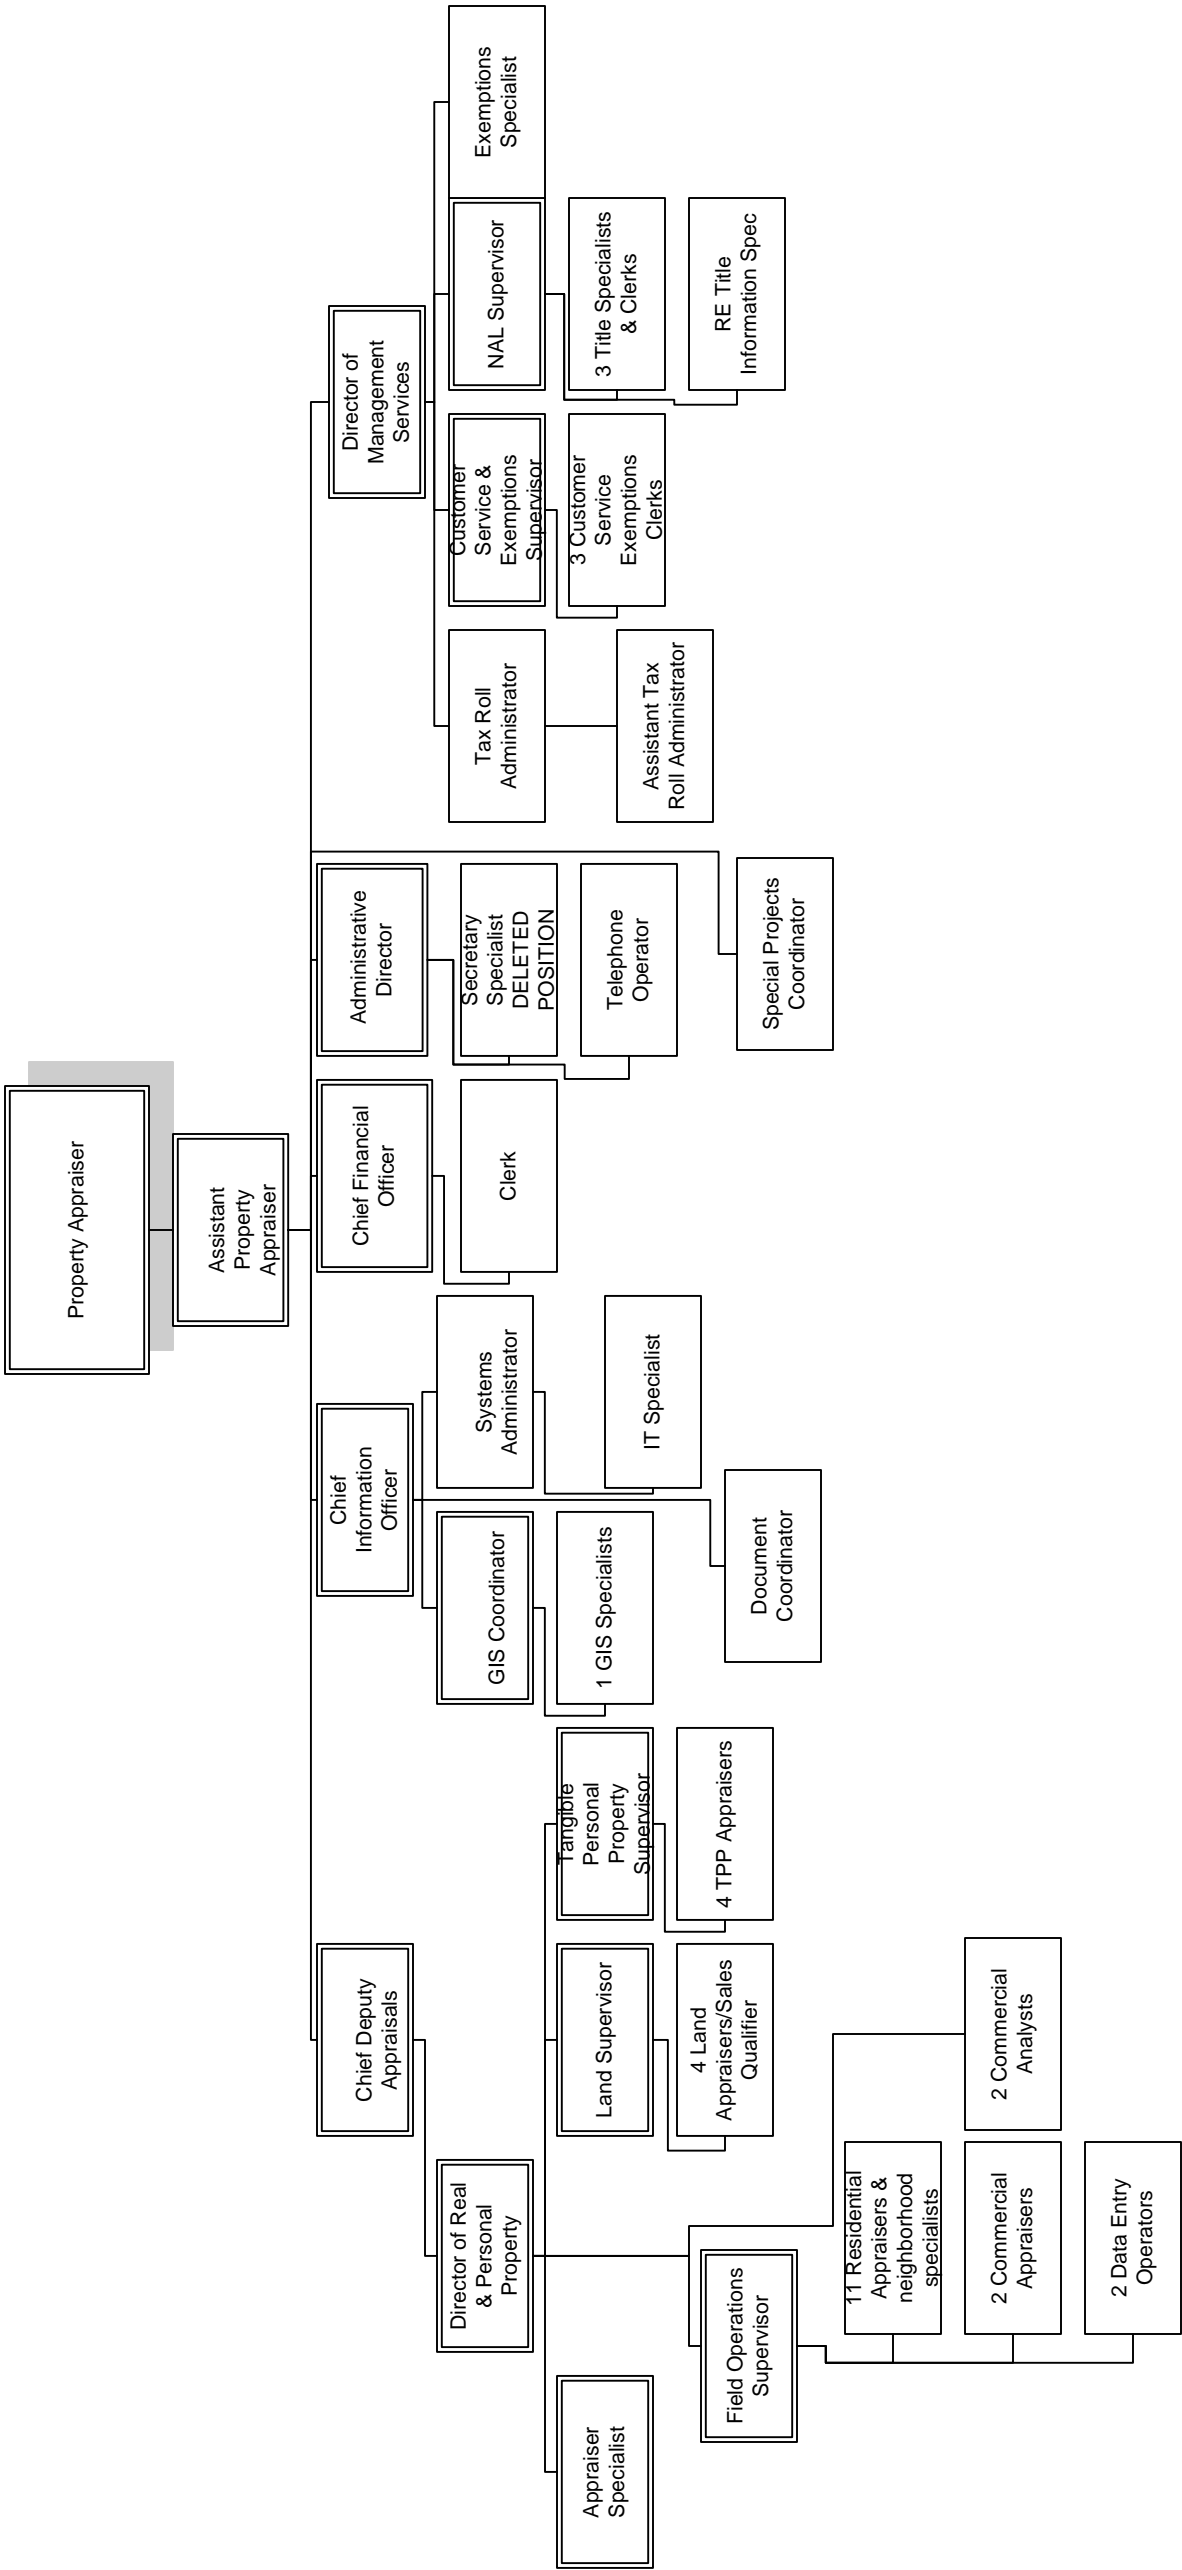 Property Appraiser
Assistant
Property
Appraiser
Chief Deputy
Appraisals
Chief
Information
Officer
Chief Financial
Officer
Administrative
Director
Director of
Management
Services
Director of Real
& Personal
Property
GIS Coordinator
Systems
Administrator
Clerk
Secretary
Specialist
DELETED
POSITION
Tax Roll
Administrator
Customer
Service &
Exemptions
Supervisor
NAL Supervisor
Exemptions
Specialist
Appraiser
Specialist
Land Supervisor
Tangible
Personal
Property
Supervisor
1 GIS Specialists
IT Specialist
Telephone
Operator
Assistant Tax
Roll Administrator
3 Customer
Service
Exemptions
Clerks
3 Title Specialists
& Clerks
Field Operations
Supervisor
4 Land
Appraisers/Sales
Qualifier
4 TPP Appraisers
Document
Coordinator
Special Projects
Coordinator
RE Title
Information Spec
11 Residential
Appraisers &
neighborhood
specialists
2 Commercial
Appraisers
2 Commercial
Analysts
2 Data Entry
Operators